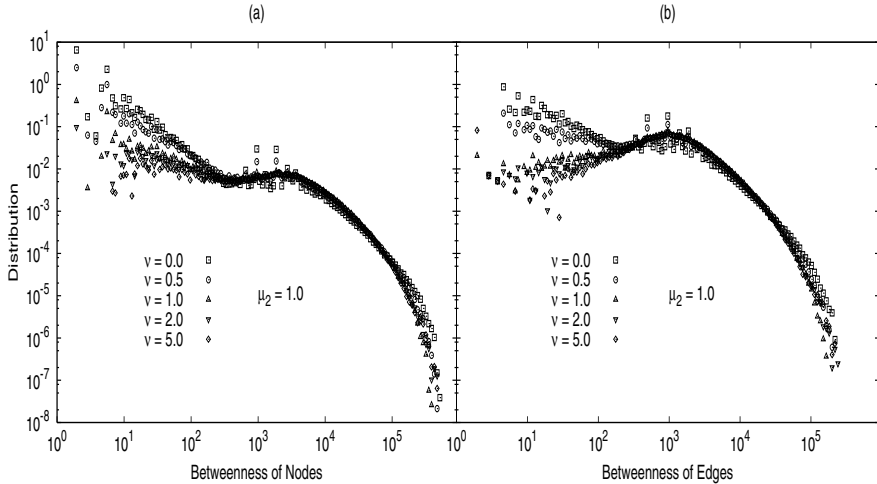 (a)
(b)
Distribution
10^1
10^0
10^-1
10^-2
10^-3
10^-4
10^-5
10^-6
10^-7
10^-8
ν = 0.0
ν = 0.5
ν = 1.0
ν = 2.0
ν = 5.0
μ_2 = 1.0
ν = 0.0
ν = 0.5
ν = 1.0
ν = 2.0
ν = 5.0
μ_2 = 1.0
10^0 10^1 10^2 10^3 10^4 10^5
10^0 10^1 10^2 10^3 10^4 10^5
Betweenness of Nodes
Betweenness of Edges